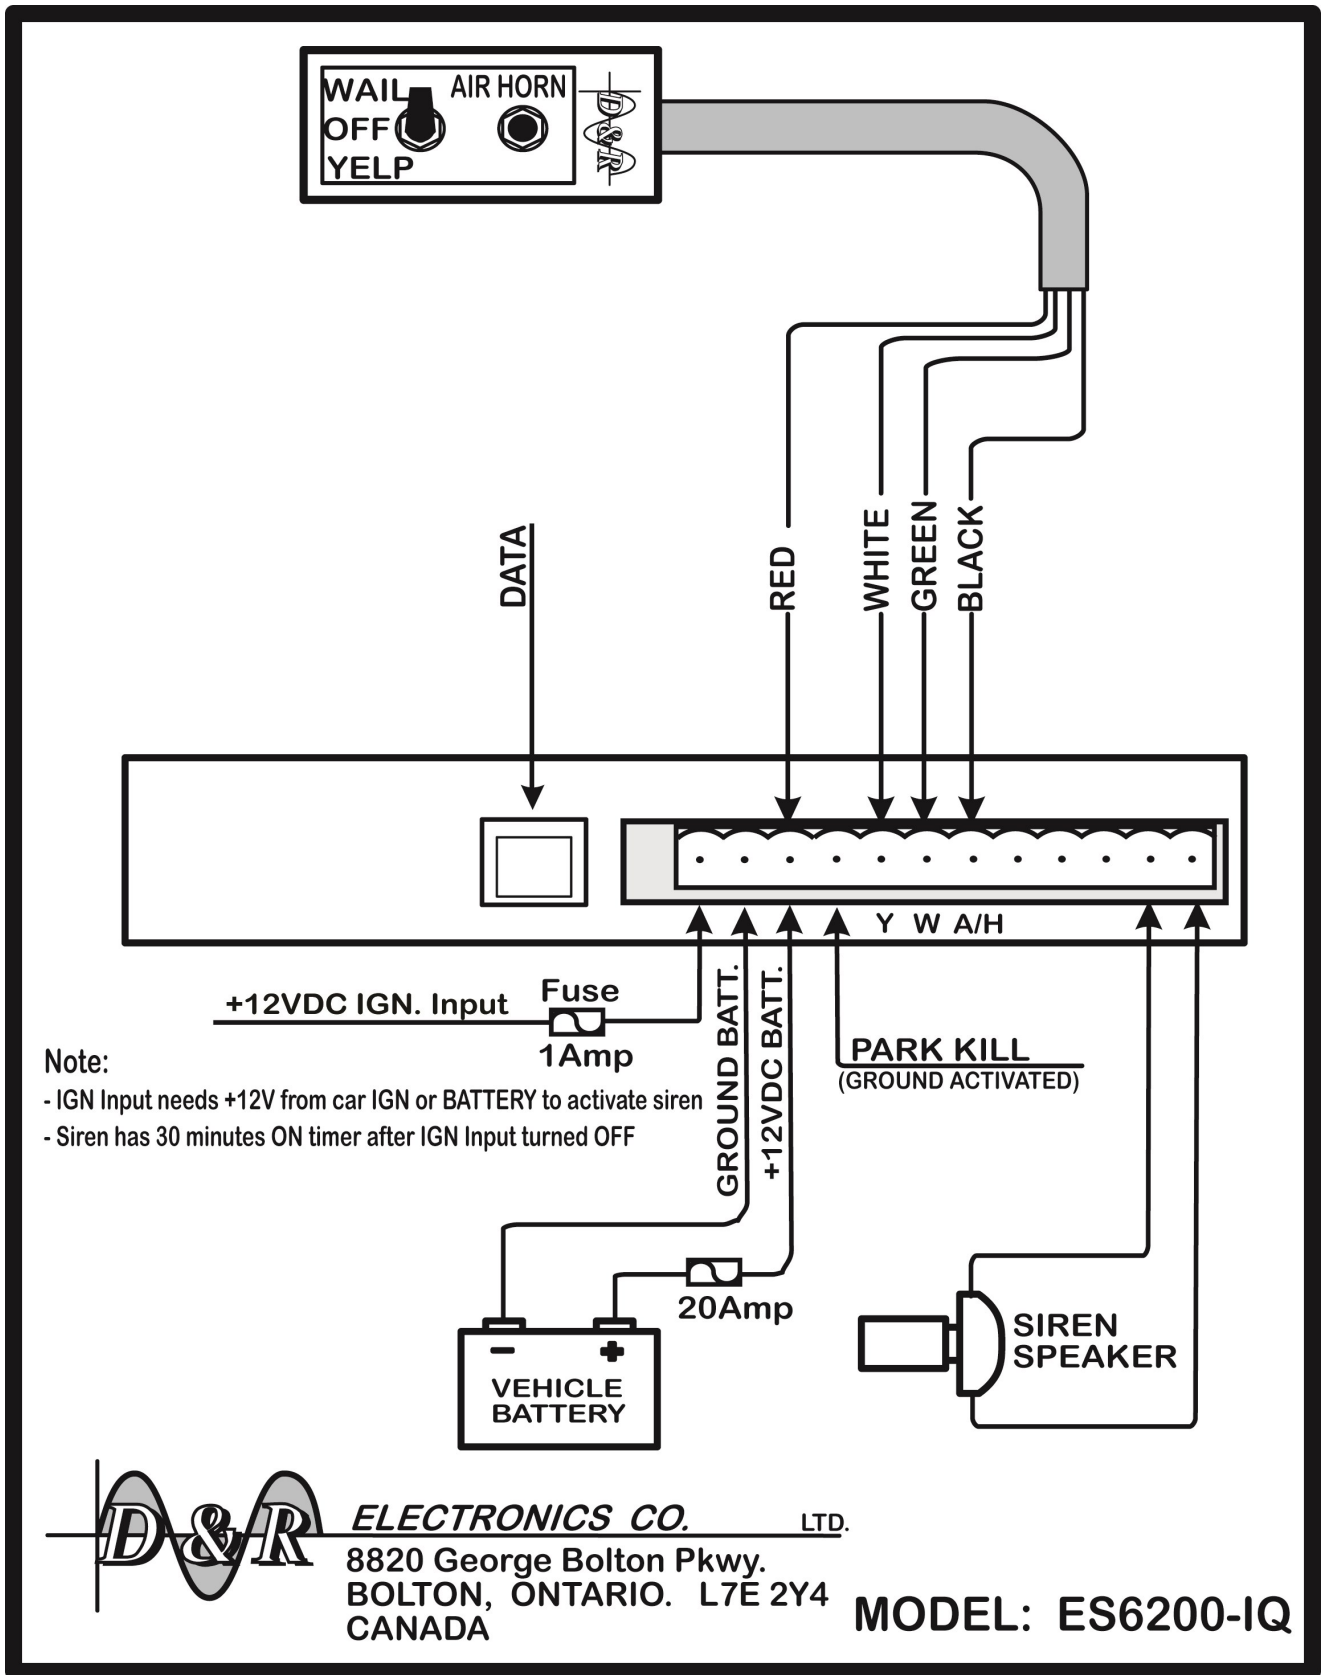 WAIL
AIR HORN
OFF
YELP
D&R
DATA
RED
WHITE
GREEN
BLACK
Y W A/H
+12VDC IGN. Input
Fuse
1Amp
GROUND BATT.
+12VDC BATT.
PARK KILL
(GROUND ACTIVATED)
Note:
- IGN Input needs +12V from car IGN or BATTERY to activate siren
- Siren has 30 minutes ON timer after IGN Input turned OFF
20Amp
VEHICLE
BATTERY
SIREN
SPEAKER
D&R
ELECTRONICS CO. LTD.
8820 George Bolton Pkwy.
BOLTON, ONTARIO. L7E 2Y4
CANADA
MODEL: ES6200-IQ